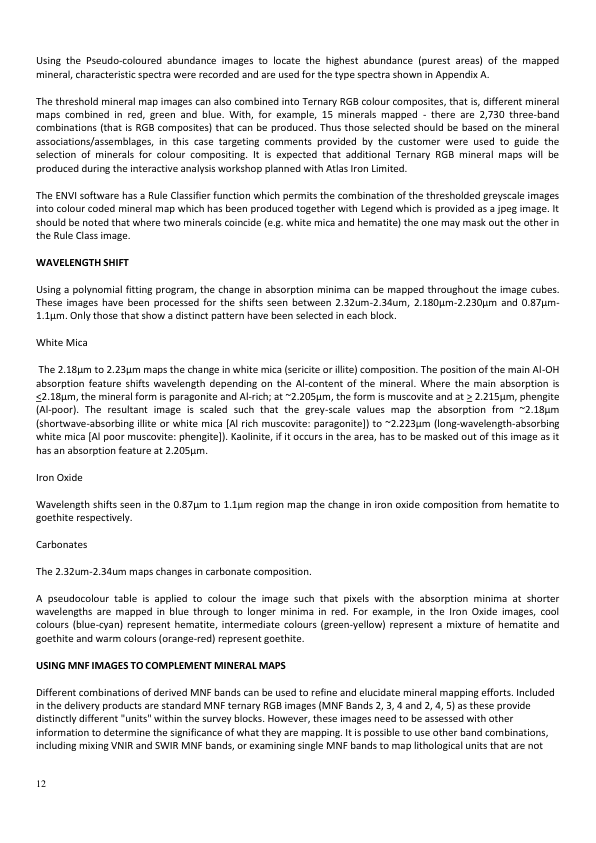 Using the Pseudo-coloured abundance images to locate the highest abundance (purest areas) of the mapped
mineral, characteristic spectra were recorded and are used for the type spectra shown in Appendix A.
The threshold mineral map images can also combined into Ternary RGB colour composites, that is, different mineral
maps combined in red, green and blue. With, for example, 15 minerals mapped - there are 2,730 three-band
combinations (that is RGB composites) that can be produced. Thus those selected should be based on the mineral
associations/assemblages, in this case targeting comments provided by the customer were used to guide the
selection of minerals for colour compositing. It is expected that additional Ternary RGB mineral maps will be
produced during the interactive analysis workshop planned with Atlas Iron Limited.
The ENVI software has a Rule Classifier function which permits the combination of the thresholded greyscale images
into colour coded mineral map which has been produced together with Legend which is provided as a jpeg image. It
should be noted that where two minerals coincide (e.g. white mica and hematite) the one may mask out the other in
the Rule Class image.
WAVELENGTH SHIFT
Using a polynomial fitting program, the change in absorption minima can be mapped throughout the image cubes.
These images have been processed for the shifts seen between 2.32um-2.34um, 2.180µm-2.230µm and 0.87µm-
1.1µm. Only those that show a distinct pattern have been selected in each block.
White Mica
The 2.18µm to 2.23µm maps the change in white mica (sericite or illite) composition. The position of the main Al-OH
absorption feature shifts wavelength depending on the Al-content of the mineral. Where the main absorption is
<2.18µm, the mineral form is paragonite and Al-rich; at ~2.205µm, the form is muscovite and at > 2.215µm, phengite
(Al-poor). The resultant image is scaled such that the grey-scale values map the absorption from ~2.18µm
(shortwave-absorbing illite or white mica [Al rich muscovite: paragonite]) to ~2.223µm (long-wavelength-absorbing
white mica [Al poor muscovite: phengite]). Kaolinite, if it occurs in the area, has to be masked out of this image as it
has an absorption feature at 2.205µm.
Iron Oxide
Wavelength shifts seen in the 0.87µm to 1.1µm region map the change in iron oxide composition from hematite to
goethite respectively.
Carbonates
The 2.32um-2.34um maps changes in carbonate composition.
A pseudocolour table is applied to colour the image such that pixels with the absorption minima at shorter
wavelengths are mapped in blue through to longer minima in red. For example, in the Iron Oxide images, cool
colours (blue-cyan) represent hematite, intermediate colours (green-yellow) represent a mixture of hematite and
goethite and warm colours (orange-red) represent goethite.
USING MNF IMAGES TO COMPLEMENT MINERAL MAPS
Different combinations of derived MNF bands can be used to refine and elucidate mineral mapping efforts. Included
in the delivery products are standard MNF ternary RGB images (MNF Bands 2, 3, 4 and 2, 4, 5) as these provide
distinctly different "units" within the survey blocks. However, these images need to be assessed with other
information to determine the significance of what they are mapping. It is possible to use other band combinations,
including mixing VNIR and SWIR MNF bands, or examining single MNF bands to map lithological units that are not
12